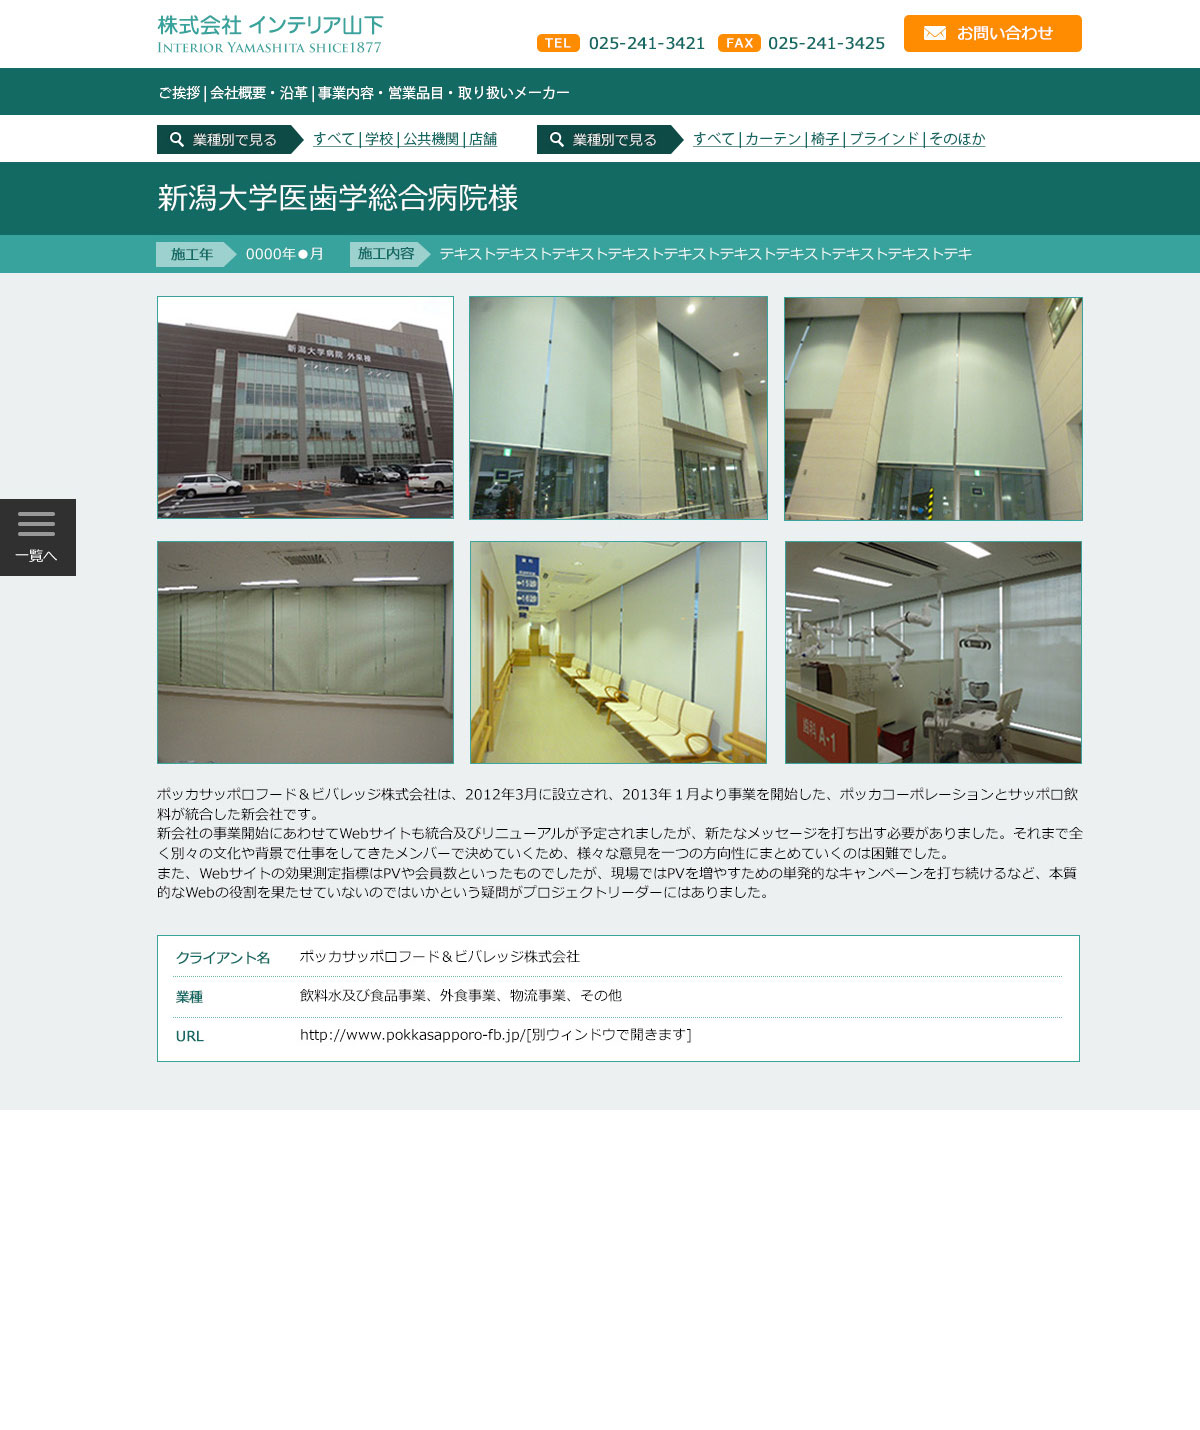 株式会社 インテリア山下
INTERIOR YAMASHITA SHICE1877
TEL 025-241-3421 FAX 025-241-3425 お問い合わせ
ご挨拶|会社概要・沿革|事業内容・営業品目・取り扱いメーカー
業種別で見る すべて|学校|公共機関|店舗 業種別で見る すべて|カーテン|椅子|ブラインド|そのほか
新潟大学医歯学総合病院様
施工年 0000年●月 施工内容 テキストテキストテキストテキストテキストテキストテキストテキストテキストテキ
新潟大学病院 外来棟
一覧へ
歯科 A-1
ポッカサッポロフード＆ビバレッジ株式会社は、2012年3月に設立され、2013年１月より事業を開始した、ポッカコーポレーションとサッポロ飲
料が統合した新会社です。
新会社の事業開始にあわせてWebサイトも統合及びリニューアルが予定されましたが、新たなメッセージを打ち出す必要がありました。それまで全
く別々の文化や背景で仕事をしてきたメンバーで決めていくため、様々な意見を一つの方向性にまとめていくのは困難でした。
また、Webサイトの効果測定指標はPVや会員数といったものでしたが、現場ではPVを増やすための単発的なキャンペーンを打ち続けるなど、本質
的なWebの役割を果たせていないのではいかという疑問がプロジェクトリーダーにはありました。
クライアント名 ポッカサッポロフード＆ビバレッジ株式会社
業種 飲料水及び食品事業、外食事業、物流事業、その他
URL http://www.pokkasapporo-fb.jp/[別ウィンドウで開きます]